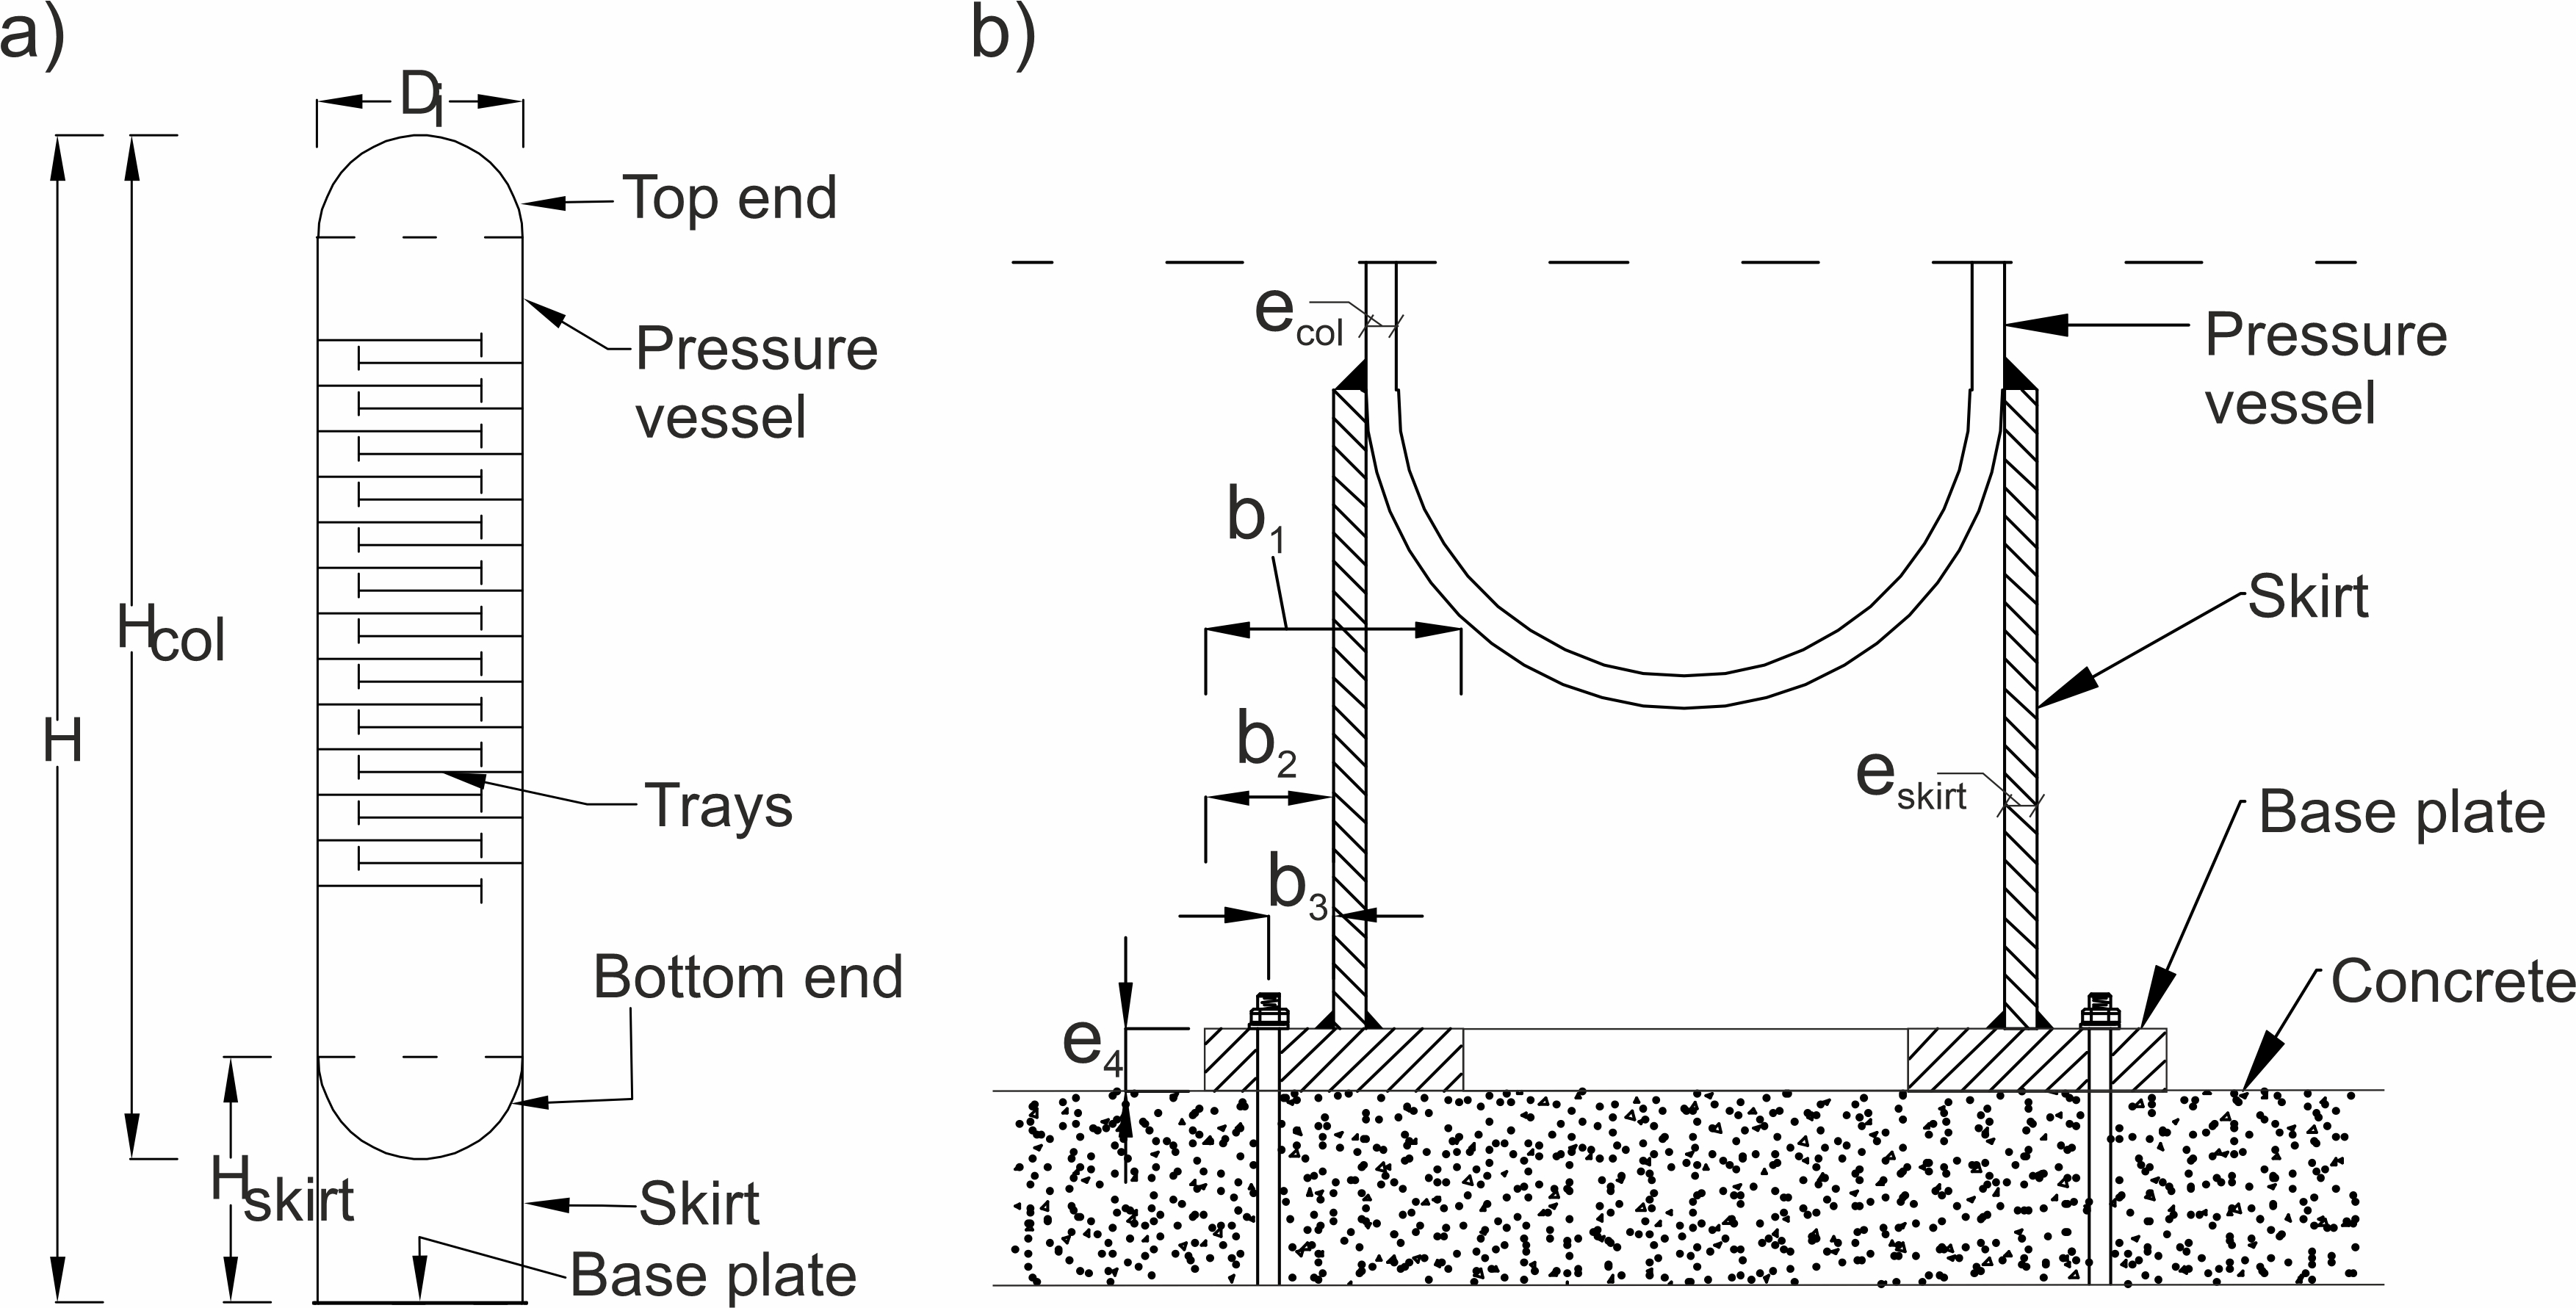 a)
Di
Top end
Pressure
vessel
Hcol
H
Trays
Bottom end
Hskirt
Skirt
Base plate
b)
ecol
Pressure
vessel
b1
Skirt
b2
eskirt
Base plate
b3
Concrete
e4